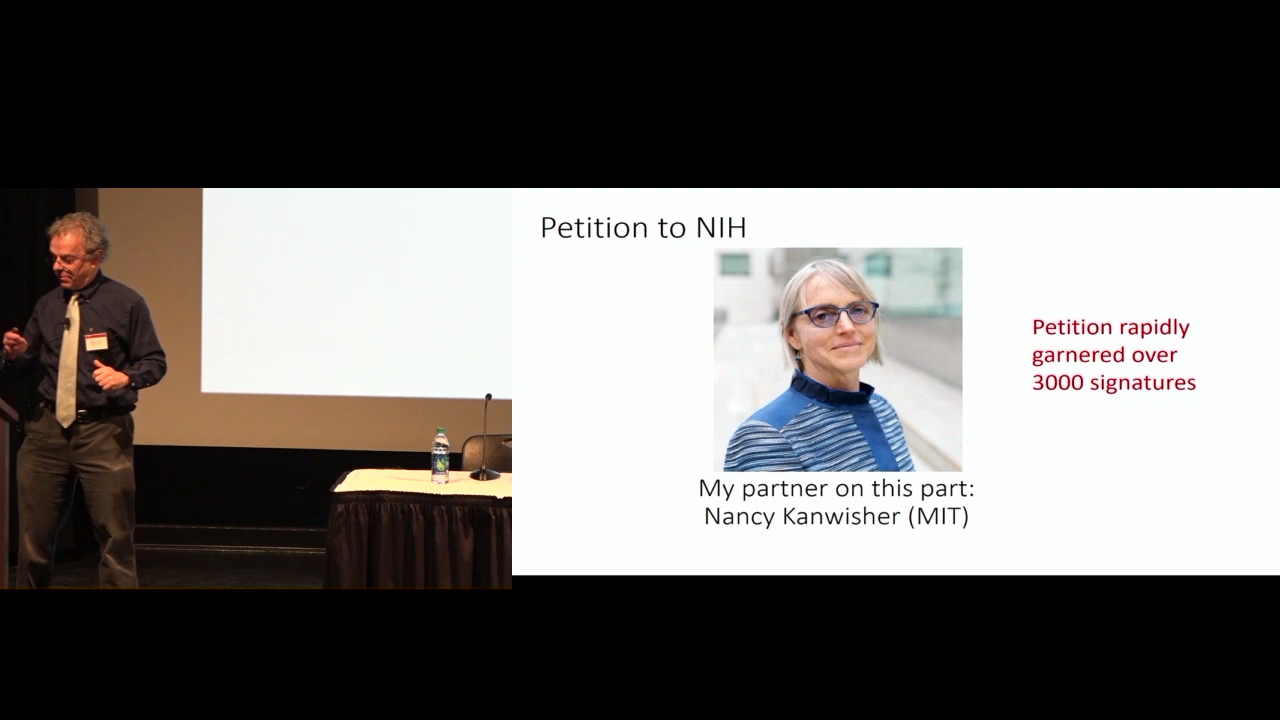 Petition to NIH
Petition rapidly
garnered over
3000 signatures
My partner on this part:
Nancy Kanwisher (MIT)